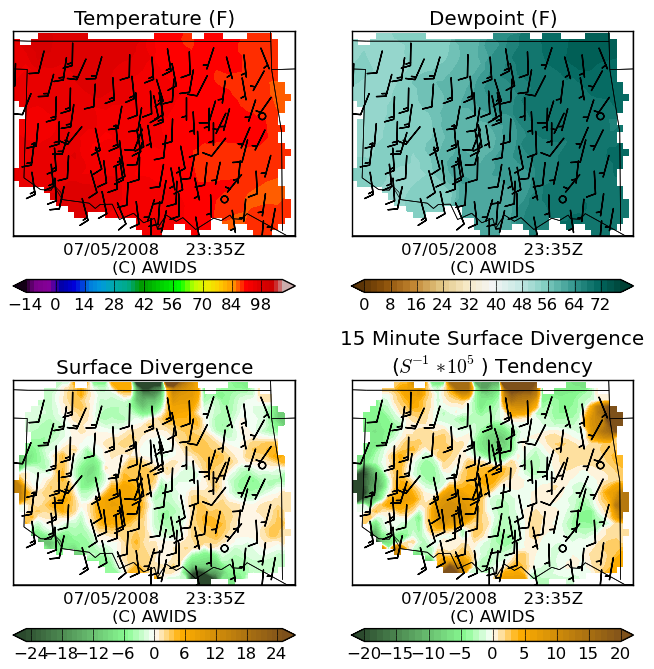 Temperature (F)
Dewpoint (F)
07/05/2008 23:35Z
(C) AWIDS
07/05/2008 23:35Z
(C) AWIDS
−14 0 14 28 42 56 70 84 98
0 8 16 24 32 40 48 56 64 72
Surface Divergence
15 Minute Surface Divergence
(S⁻¹ *10⁵ ) Tendency
07/05/2008 23:35Z
(C) AWIDS
07/05/2008 23:35Z
(C) AWIDS
−24 −18 −12 −6 0 6 12 18 24
−20 −15 −10 −5 0 5 10 15 20